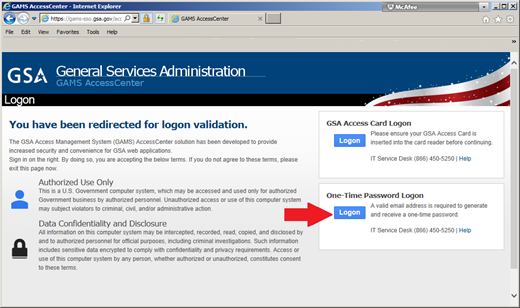 GAMS AccessCenter - Internet Explorer
McAfee
https://gams-sso.gsa.gov/acc
GAMS AccessCenter
File Edit View Favorites Tools Help
GSA
General Services Administration
GAMS AccessCenter
Logon
You have been redirected for logon validation.
The GSA Access Management System (GAMS) AccessCenter solution has been developed to provide
increased security and convenience for GSA web applications.
Sign in on the right. By doing so, you are accepting the below terms. If you do not agree to these terms, please
exit this page now.
Authorized Use Only
This is a U.S. Government computer system, which may be accessed and used only for authorized
Government business by authorized personnel. Unauthorized access or use of this computer system
may subject violators to criminal, civil, and/or administrative action.
Data Confidentiality and Disclosure
All information on this computer system may be intercepted, recorded, read, copied, and disclosed by
and to authorized personnel for official purposes, including criminal investigations. Such information
includes sensitive data encrypted to comply with confidentiality and privacy requirements. Access or
use of this computer system by any person, whether authorized or unauthorized, constitutes consent
to these terms.
GSA Access Card Logon
Logon
Please ensure your GSA Access Card is
inserted into the card reader before continuing.
IT Service Desk (866) 450-5250 | Help
One-Time Password Logon
Logon
A valid email address is required to generate
and receive a one-time password.
IT Service Desk (866) 450-5250 | Help